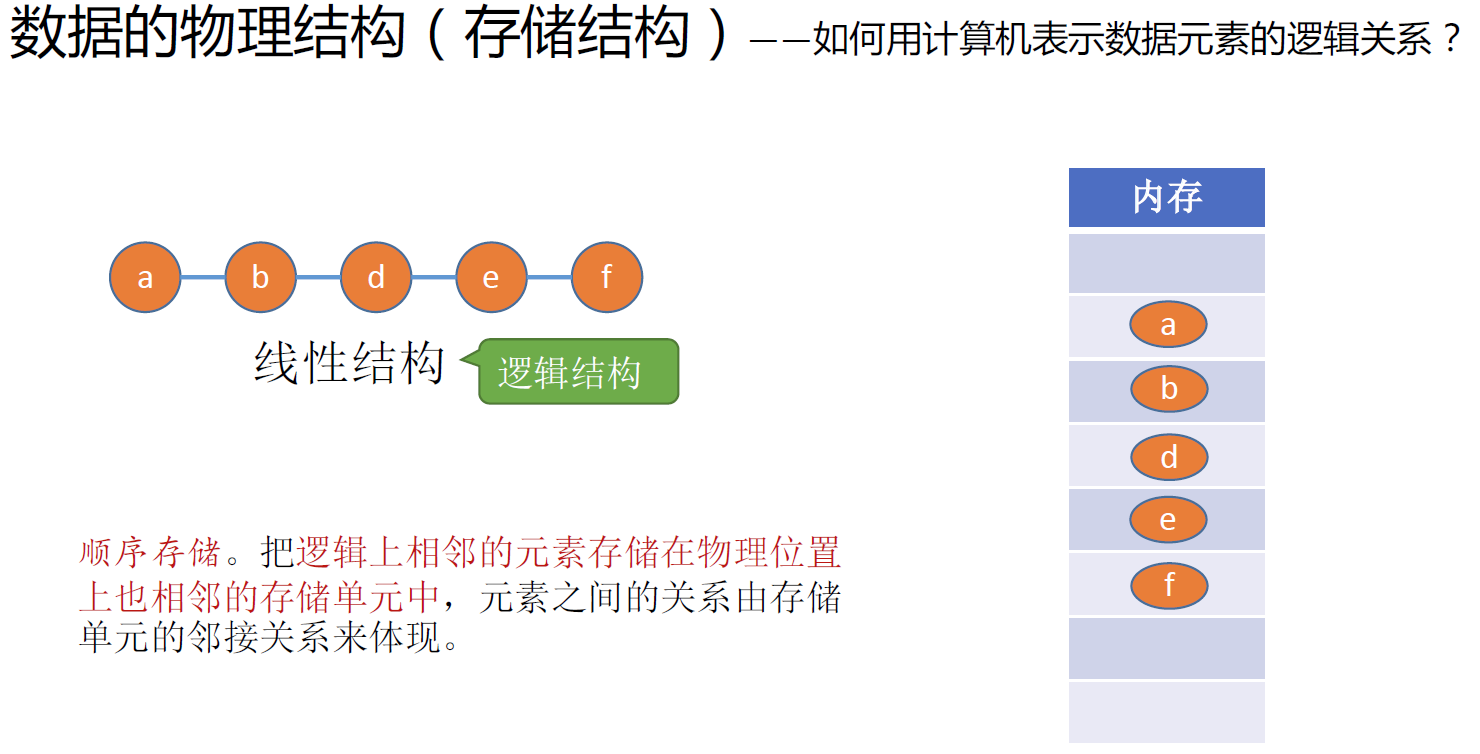 数据的物理结构（存储结构）——如何用计算机表示数据元素的逻辑关系？
内存
a b d e f
线性结构
逻辑结构
a
b
d
e
f
顺序存储。把逻辑上相邻的元素存储在物理位置
上也相邻的存储单元中，元素之间的关系由存储
单元的邻接关系来体现。